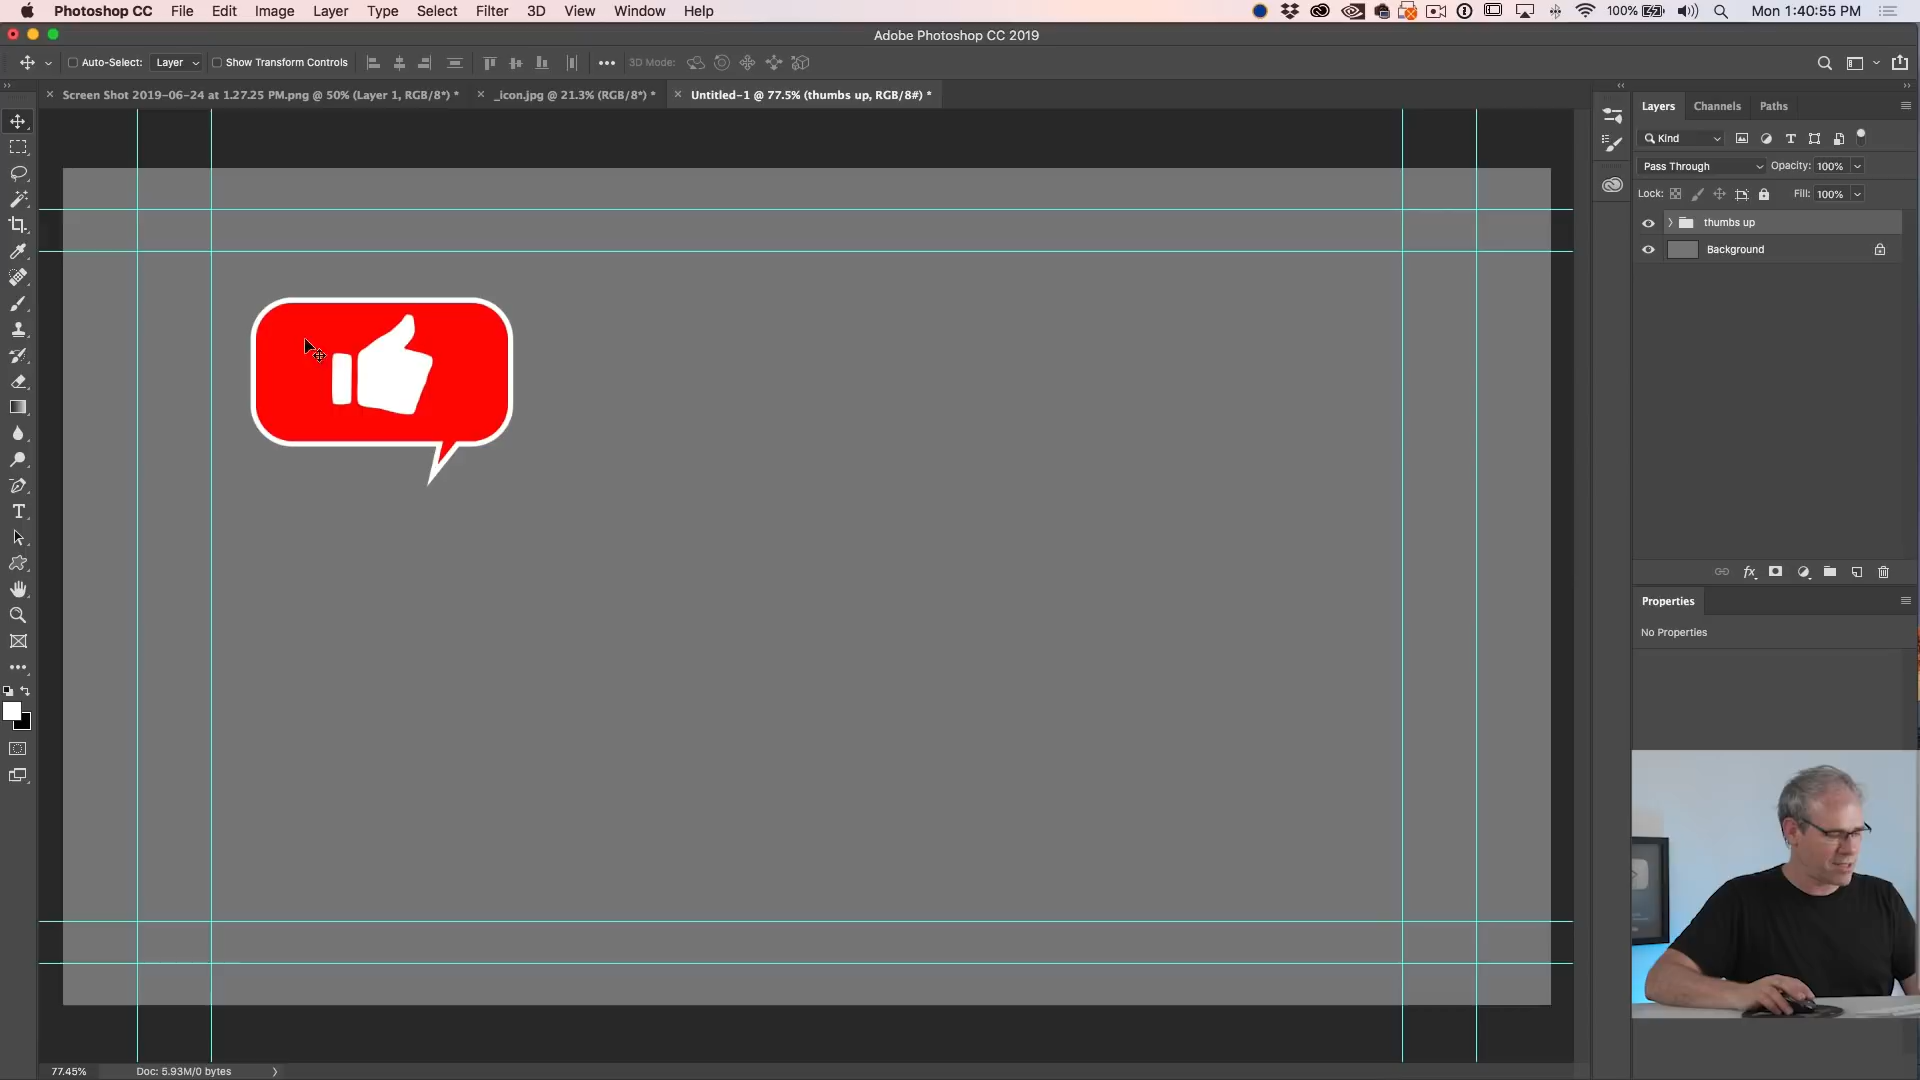 Photoshop CC File Edit Image Layer Type Select Filter 3D View Window Help 100% Mon 1:40:55 PM
Adobe Photoshop CC 2019
Auto-Select: Layer Show Transform Controls 3D Mode:
Screen Shot 2019-06-24 at 1.27.25 PM.png @ 50% (Layer 1, RGB/8*) * _icon.jpg @ 21.3% (RGB/8*) * Untitled-1 @ 77.5% (thumbs up, RGB/8#) *
Layers Channels Paths
Kind
Pass Through Opacity: 100%
Lock: Fill: 100%
thumbs up
Background
fx
Properties
No Properties
77.45% Doc: 5.93M/0 bytes